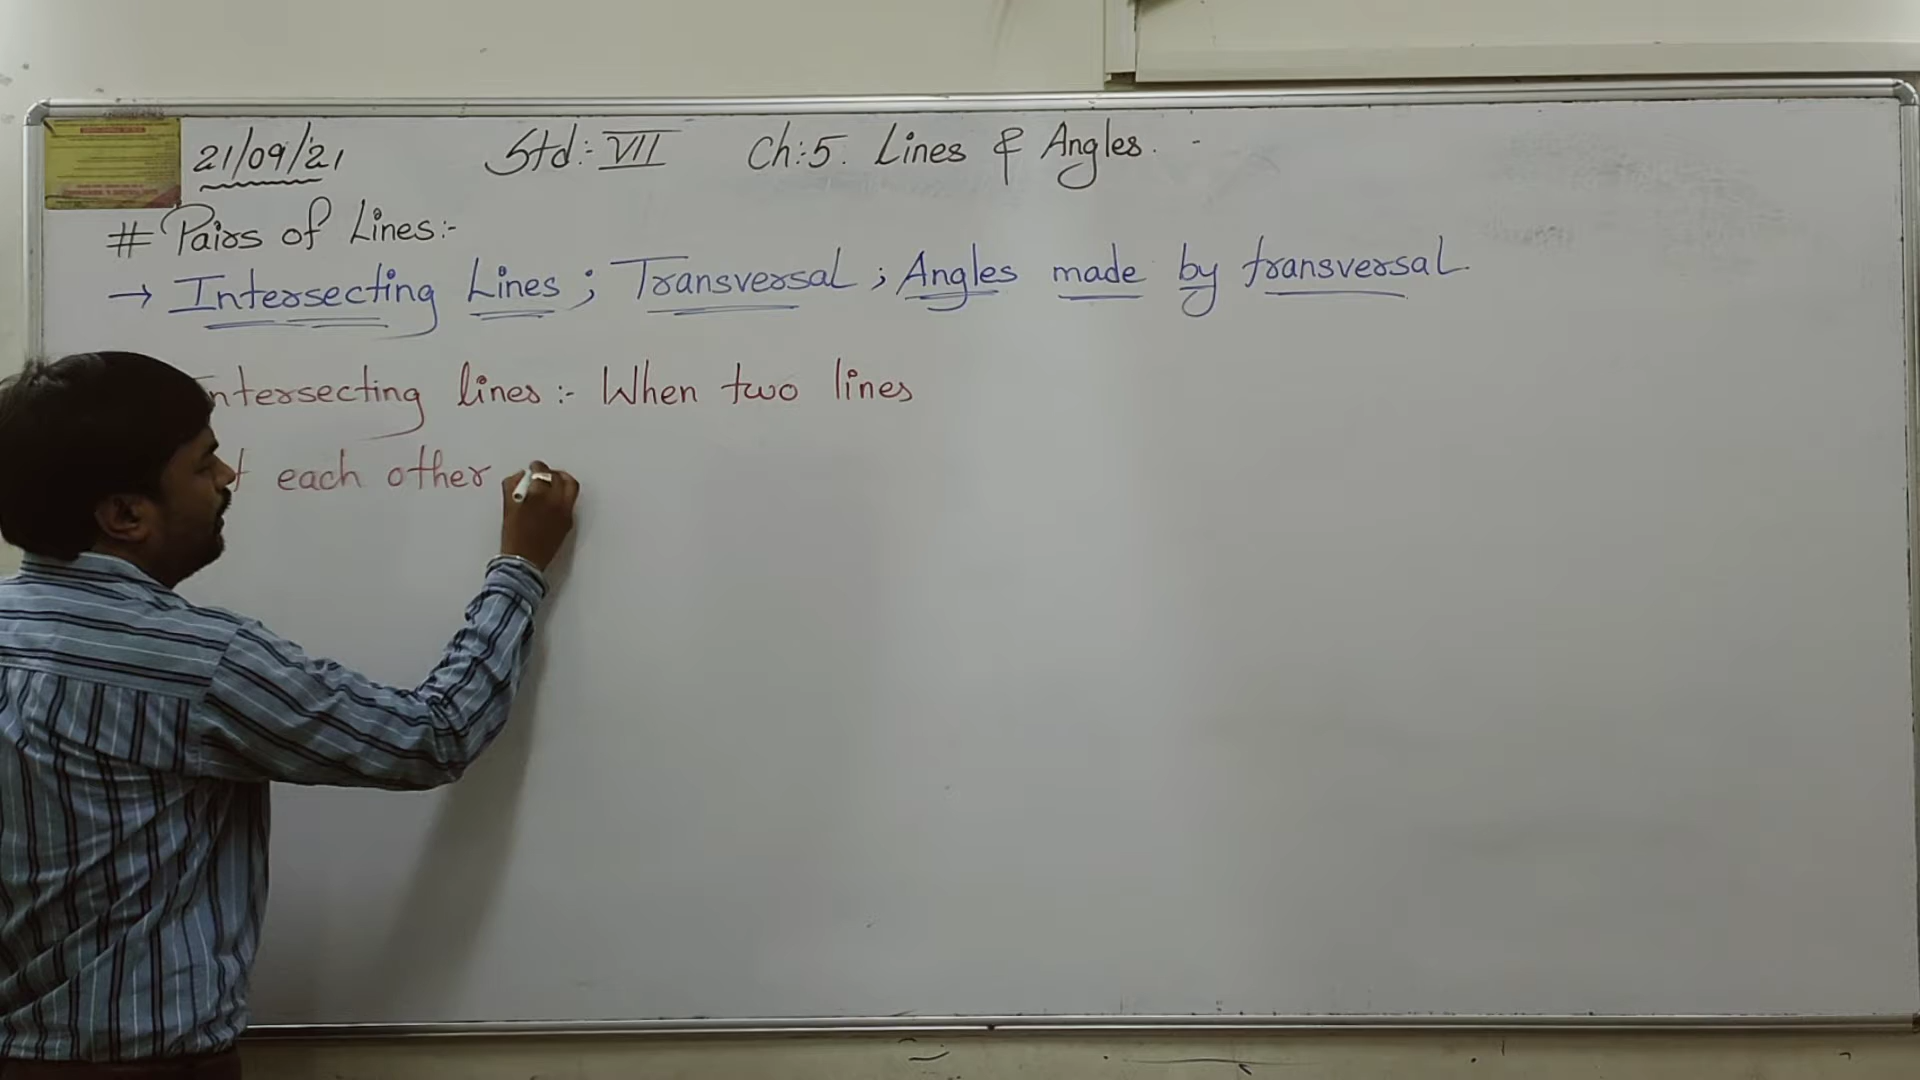 21/09/21 Std:- VII Ch:5. Lines & Angles.
# Pairs of Lines:-
→ Intersecting Lines ; Transversal ; Angles made by transversal.
ntersecting lines :- When two lines
each other